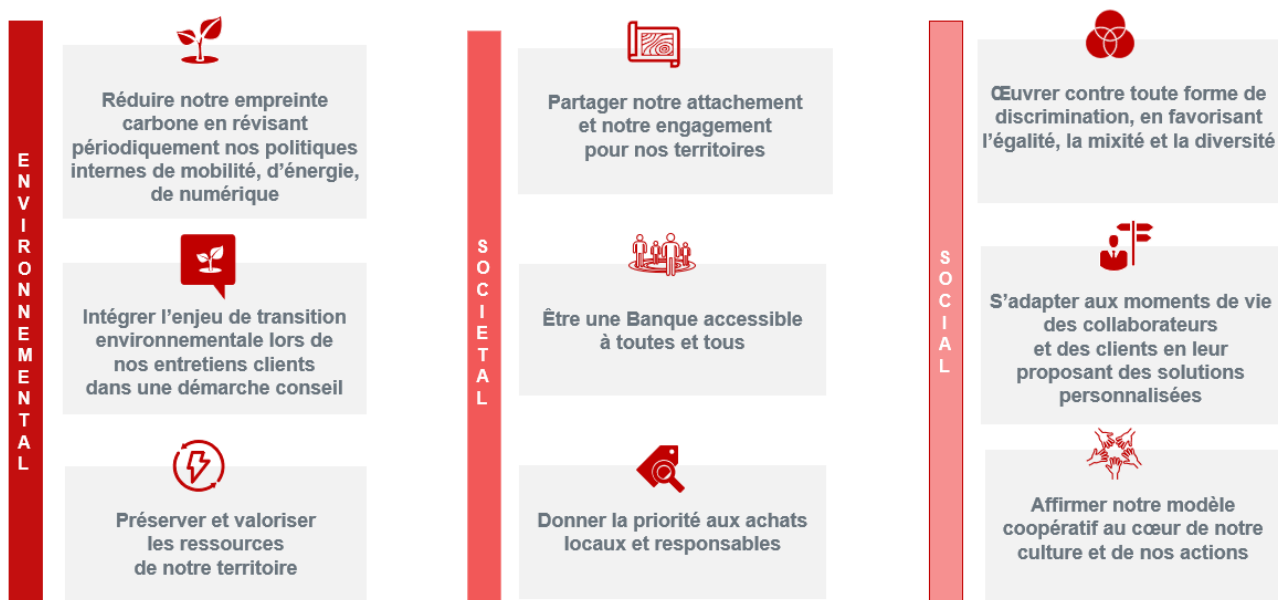 ENVIRONNEMENTAL
Réduire notre empreinte
carbone en révisant
périodiquement nos politiques
internes de mobilité, d'énergie,
de numérique
Intégrer l'enjeu de transition
environnementale lors de
nos entretiens clients
dans une démarche conseil
Préserver et valoriser
les ressources
de notre territoire
SOCIETAL
Partager notre attachement
et notre engagement
pour nos territoires
Être une Banque accessible
à toutes et tous
Donner la priorité aux achats
locaux et responsables
SOCIAL
Œuvrer contre toute forme de
discrimination, en favorisant
l'égalité, la mixité et la diversité
S'adapter aux moments de vie
des collaborateurs
et des clients en leur
proposant des solutions
personnalisées
Affirmer notre modèle
coopératif au cœur de notre
culture et de nos actions